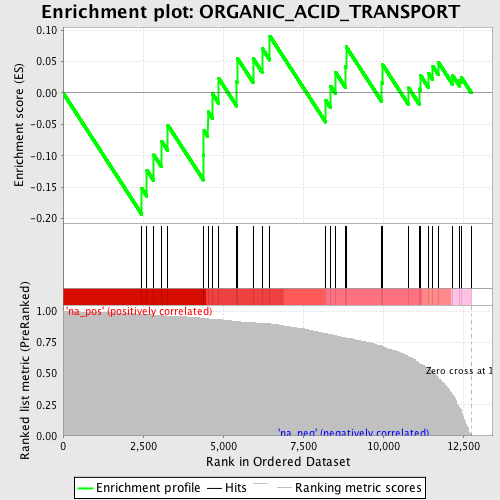 Enrichment plot: ORGANIC_ACID_TRANSPORT
Enrichment score (ES)
0.10
0.05
0.00
-0.05
-0.10
-0.15
-0.20
'na_pos' (positively correlated)
Ranked list metric (PreRanked)
1.00
0.75
0.50
0.25
0.00
Zero cross at 1
'na_neg' (negatively correlated)
0
2,500
5,000
7,500
10,000
12,500
Rank in Ordered Dataset
Enrichment profile
Hits
Ranking metric scores